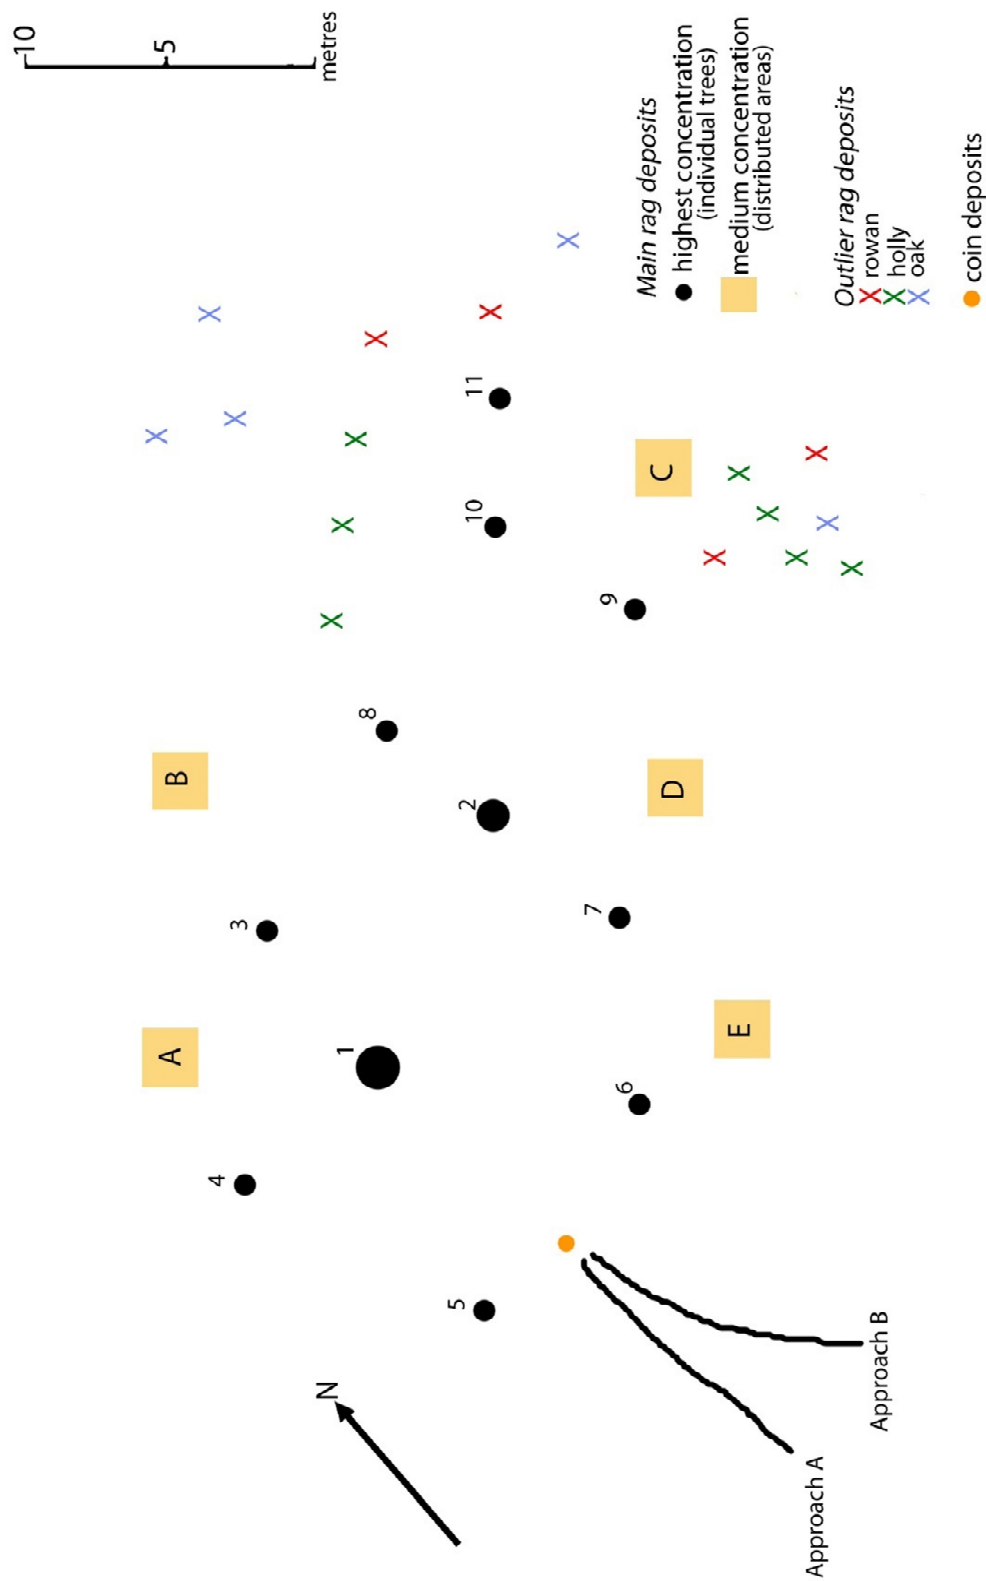 10
5
metres
A
B
4
3
N
1
8
5
2
10
11
7
9
6
C
D
E
Approach A
Approach B
Main rag deposits
highest concentration
(individual trees)
medium concentration
(distributed areas)
Outlier rag deposits
rowan
holly
oak
coin deposits